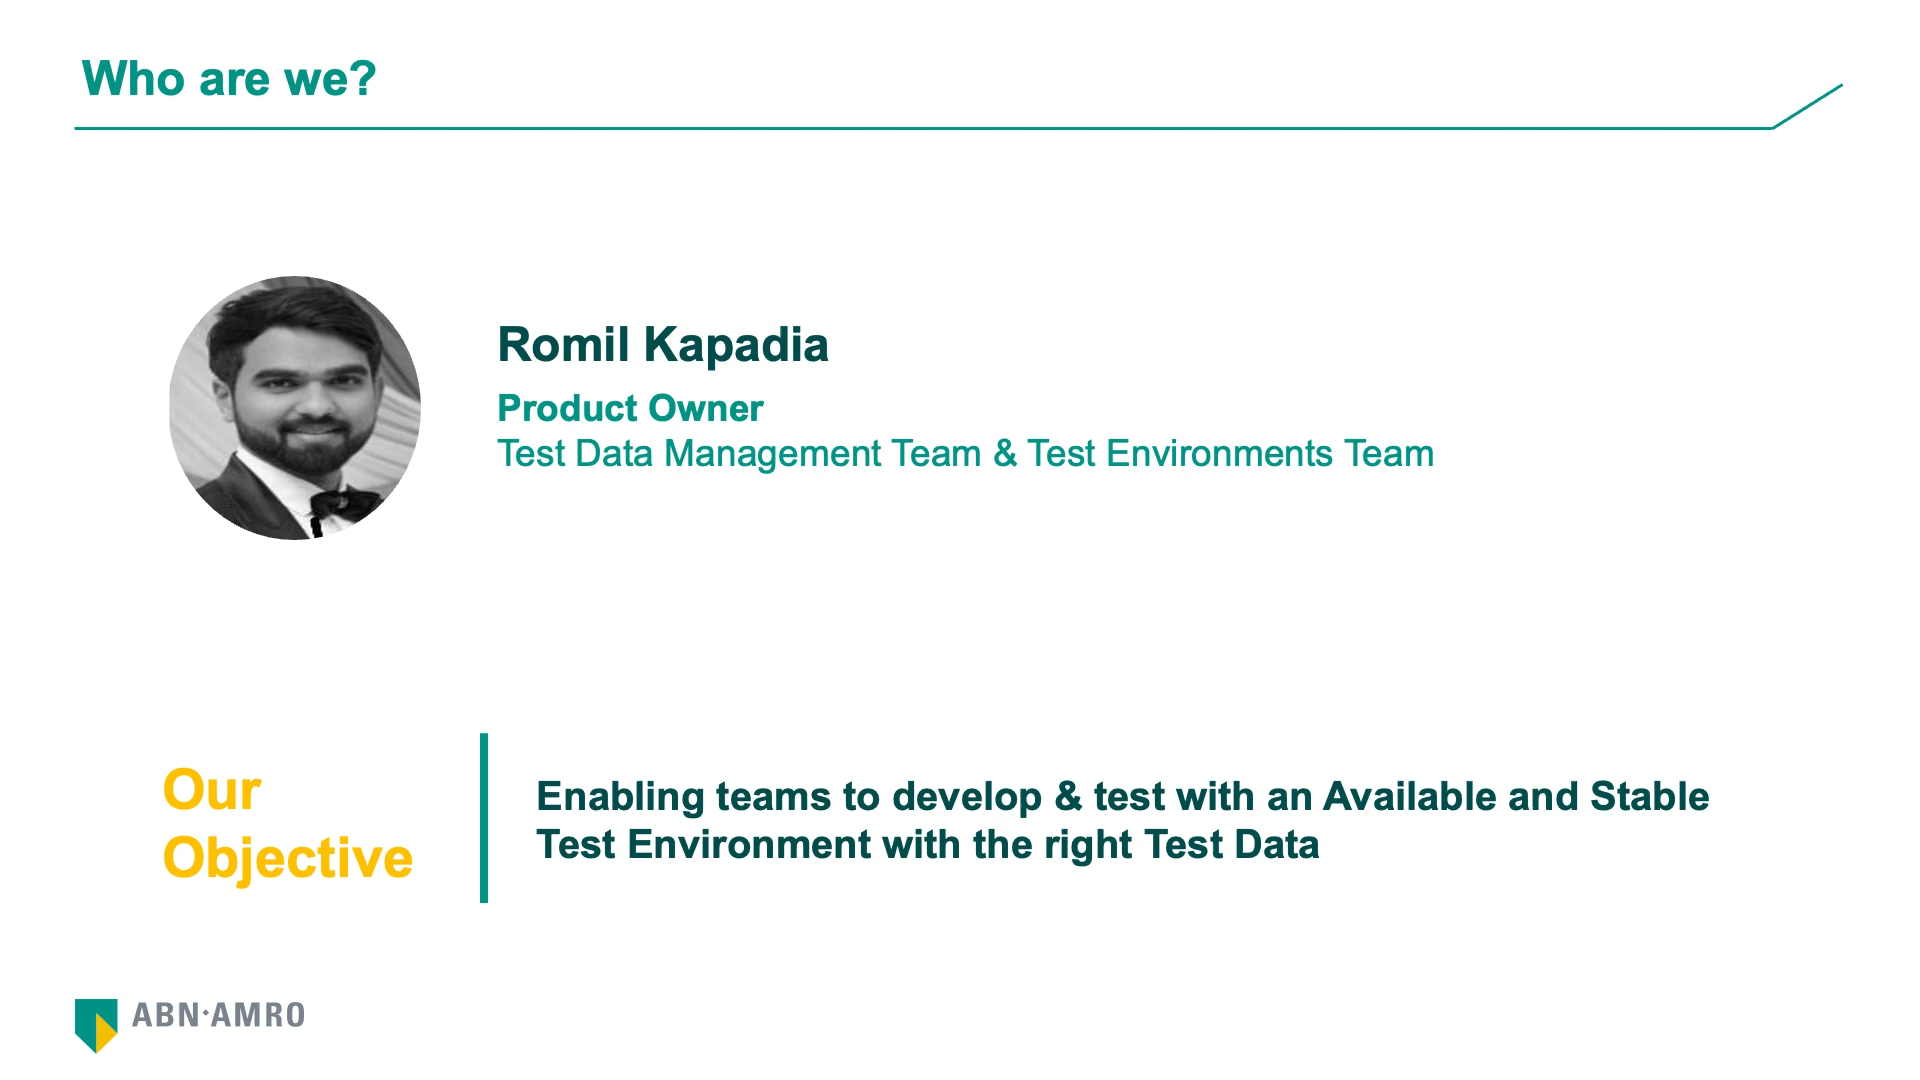 Who are we?
Romil Kapadia
Product Owner
Test Data Management Team & Test Environments Team
Our
Objective
Enabling teams to develop & test with an Available and Stable
Test Environment with the right Test Data
ABN·AMRO